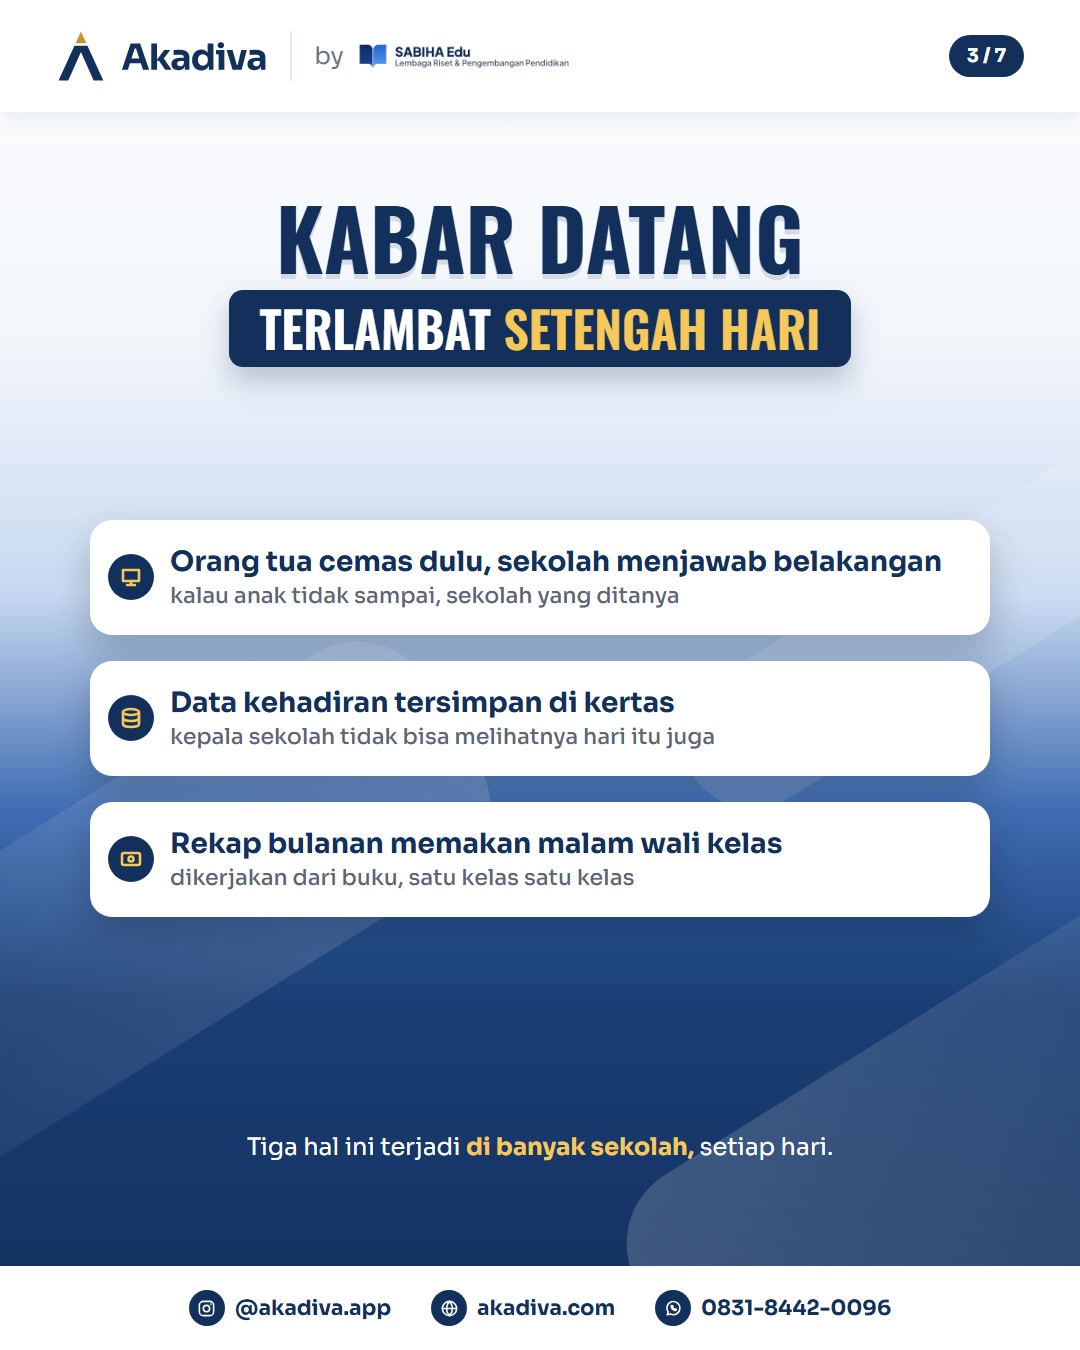 Akadiva
by
SABIHA Edu
Lembaga Riset & Pengembangan Pendidikan
3 / 7
KABAR DATANG
TERLAMBAT SETENGAH HARI
Orang tua cemas dulu, sekolah menjawab belakangan
kalau anak tidak sampai, sekolah yang ditanya
Data kehadiran tersimpan di kertas
kepala sekolah tidak bisa melihatnya hari itu juga
Rekap bulanan memakan malam wali kelas
dikerjakan dari buku, satu kelas satu kelas
Tiga hal ini terjadi di banyak sekolah, setiap hari.
@akadiva.app
akadiva.com
0831-8442-0096